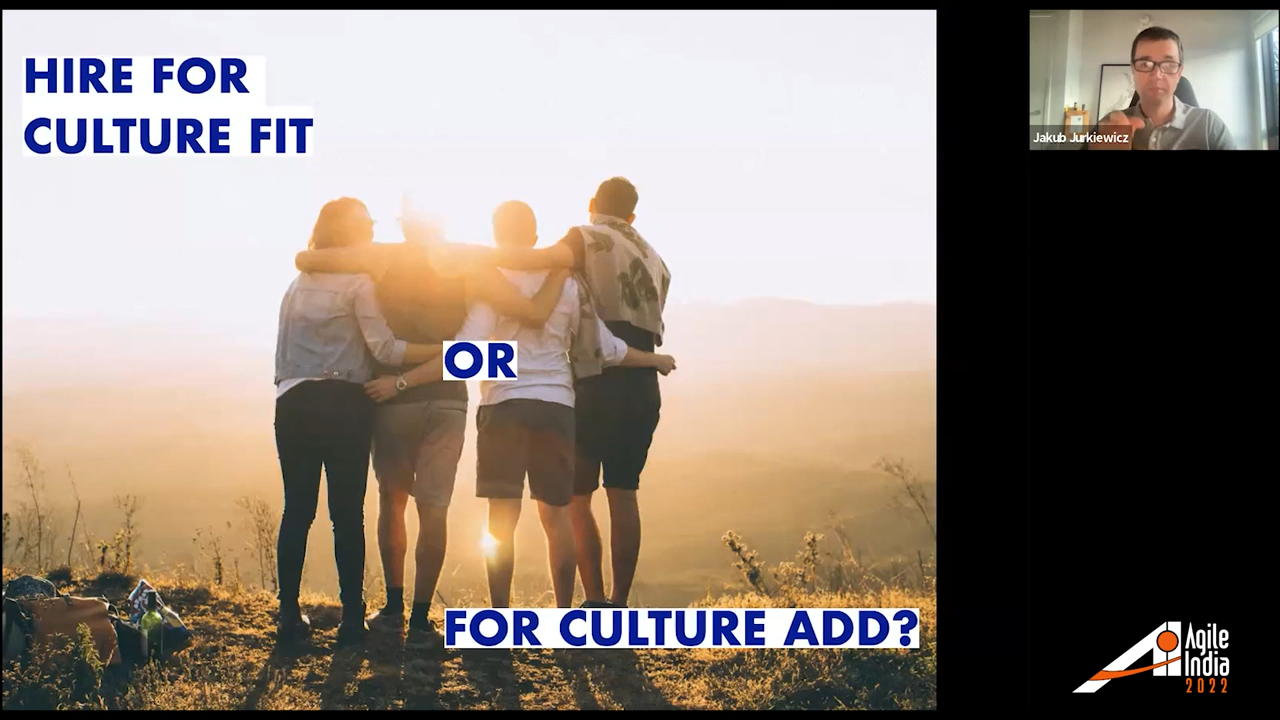 HIRE FOR
CULTURE FIT
OR
FOR CULTURE ADD?
Jakub Jurkiewicz
Agile
India
2022